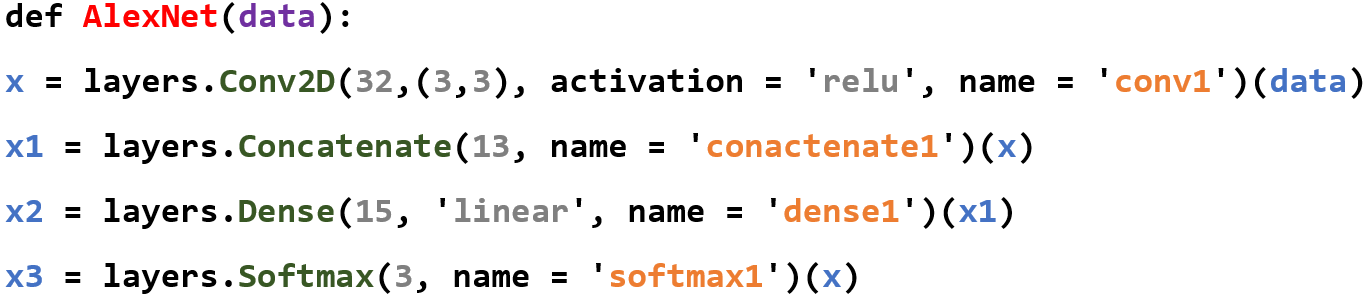 def AlexNet(data):
x = layers.Conv2D(32,(3,3), activation = 'relu', name = 'conv1')(data)
x1 = layers.Concatenate(13, name = 'conactenate1')(x)
x2 = layers.Dense(15, 'linear', name = 'dense1')(x1)
x3 = layers.Softmax(3, name = 'softmax1')(x)